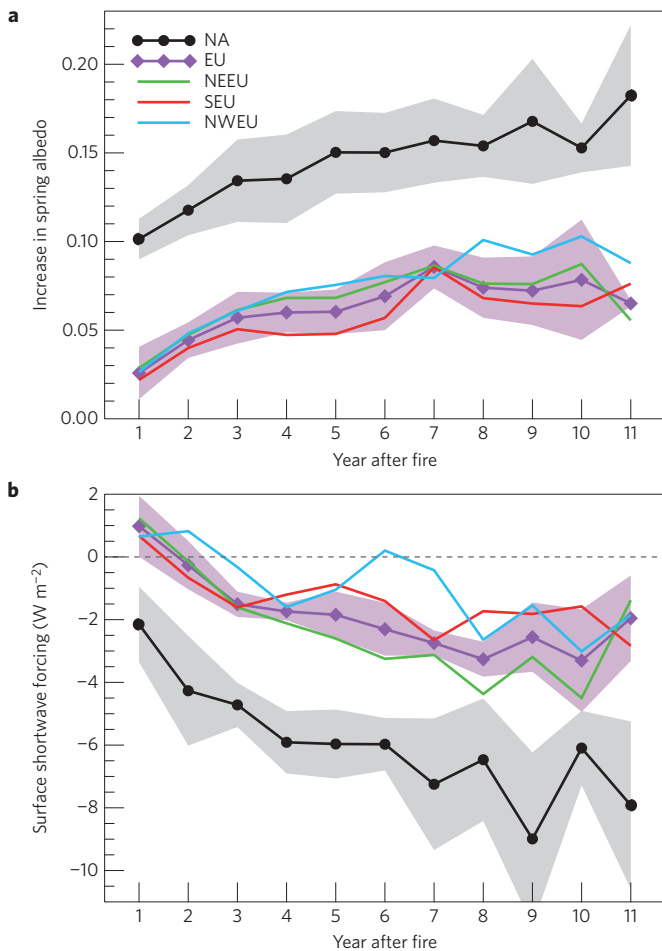 a
NA
EU
NEEU
SEU
NWEU
0.20
0.15
0.10
0.05
0.00
Increase in spring albedo
1 2 3 4 5 6 7 8 9 10 11
Year after fire
b
2
0
−2
−4
−6
−8
−10
Surface shortwave forcing (W m−2)
1 2 3 4 5 6 7 8 9 10 11
Year after fire